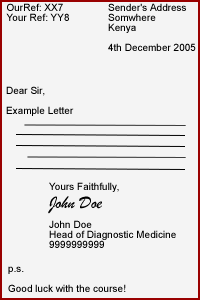 OurRef: XX7 Sender's Address
Your Ref: YY8 Somwhere
Kenya
4th December 2005
Dear Sir,
Example Letter
Yours Faithfully,
John Doe
John Doe
Head of Diagnostic Medicine
9999999999
p.s.
Good luck with the course!